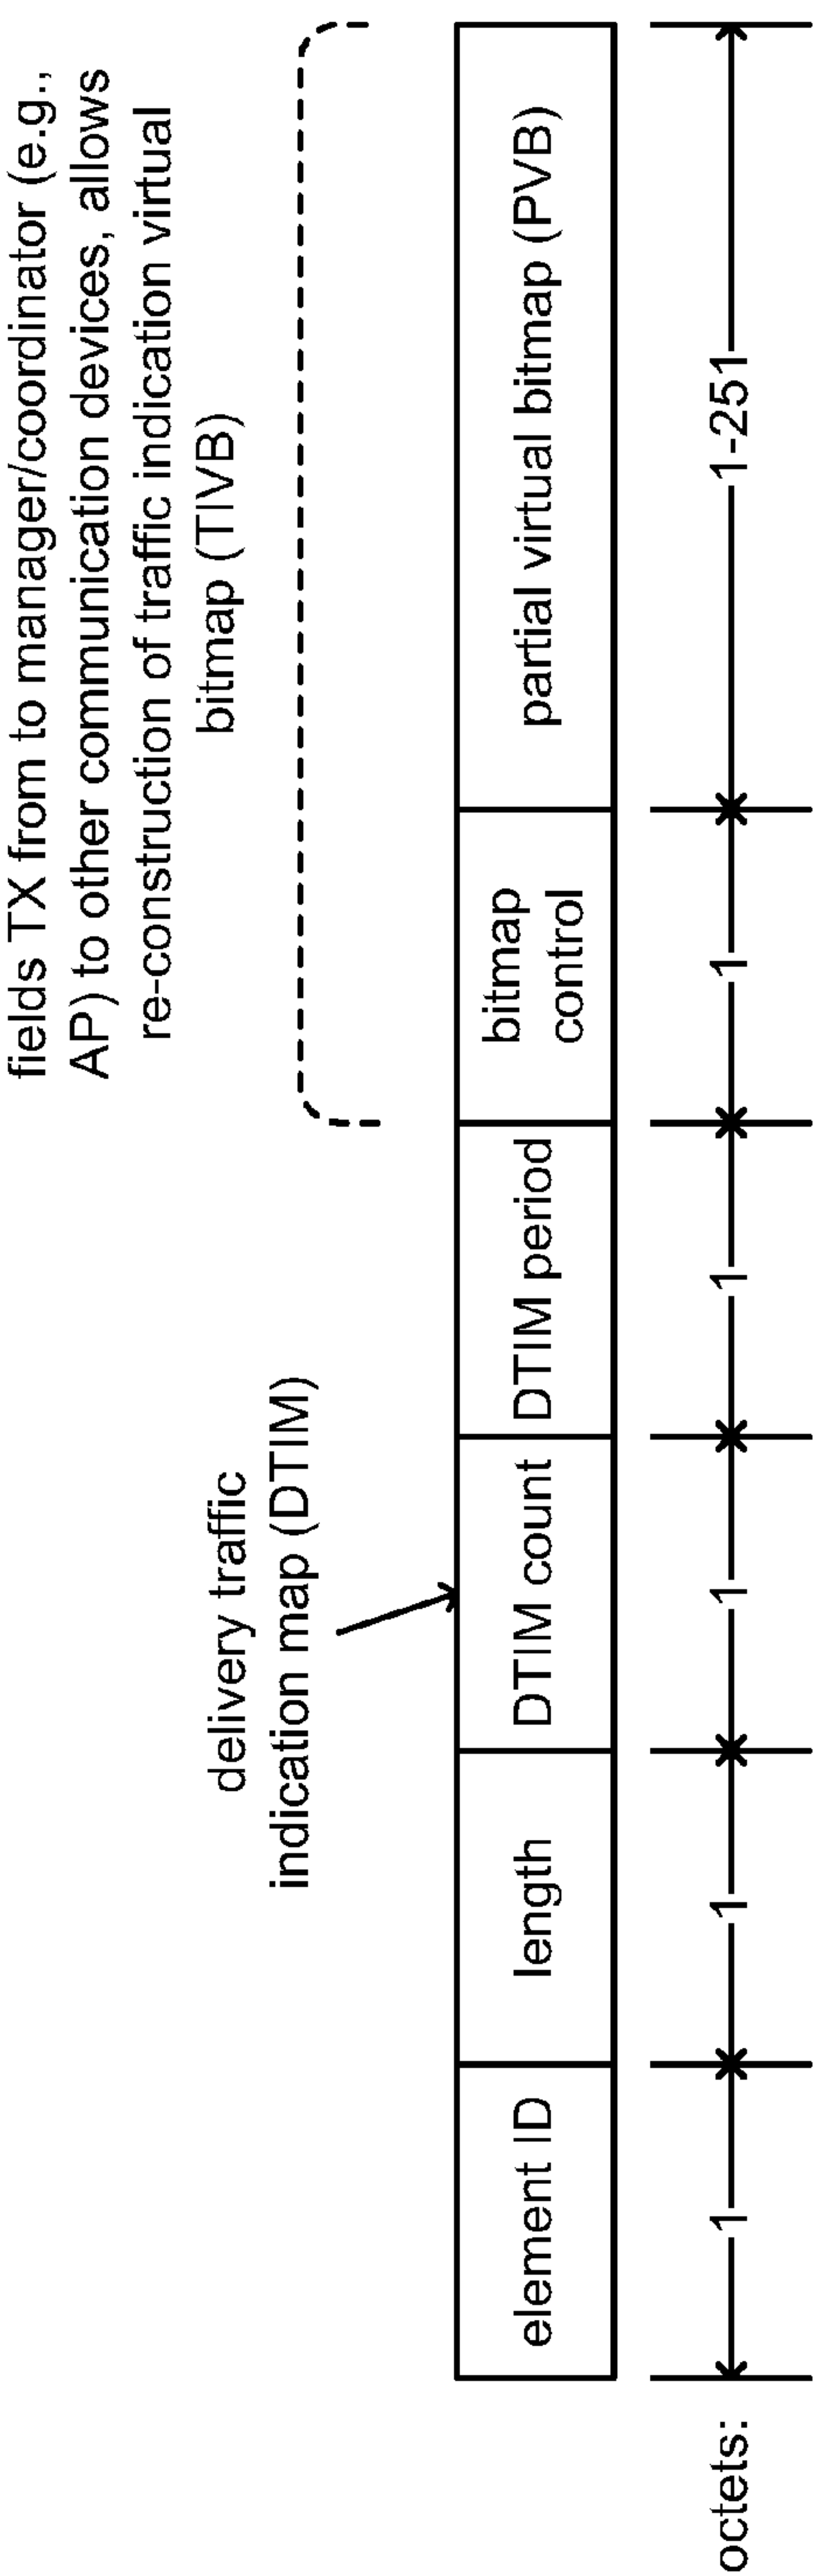 fields TX from to manager/coordinator (e.g.,
AP) to other communication devices, allows
re-construction of traffic indication virtual
bitmap (TIVB)
delivery traffic
indication map (DTIM)
element ID
length
DTIM count
DTIM period
bitmap
control
partial virtual bitmap (PVB)
octets:
1
1
1
1
1
1-251